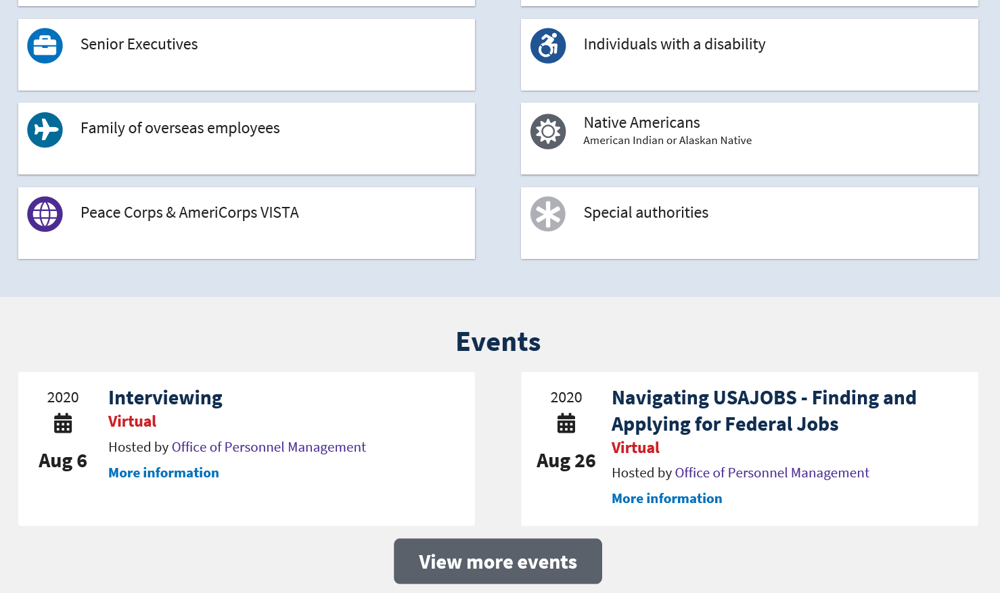 Senior Executives
Individuals with a disability
Family of overseas employees
Native Americans
American Indian or Alaskan Native
Peace Corps & AmeriCorps VISTA
Special authorities
Events
2020
Aug 6
Interviewing
Virtual
Hosted by Office of Personnel Management
More information
2020
Aug 26
Navigating USAJOBS - Finding and
Applying for Federal Jobs
Virtual
Hosted by Office of Personnel Management
More information
View more events